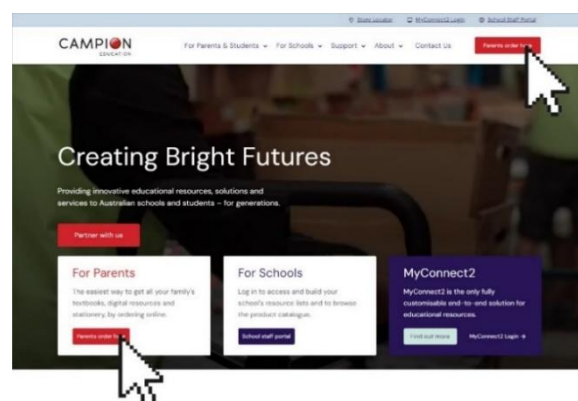 Store Locator MyConnect2 Login School Staff Portal
CAMPION
EDUCATION
For Parents & Students For Schools Support About Contact Us Parents order
Creating Bright Futures
Providing innovative educational resources, solutions and
services to Australian schools and students – for generations.
Partner with us
For Parents
The easiest way to get all your family's
textbooks, digital resources and
stationery, by ordering online.
Parents order
For Schools
Log in to access and build your
school's resource lists and to browse
the product catalogue.
School staff portal
MyConnect2
MyConnect2 is the only fully
customisable end-to-end solution for
educational resources.
Find out more MyConnect2 Login →